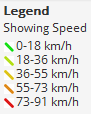 Legend
Showing Speed
0-18 km/h
18-36 km/h
36-55 km/h
55-73 km/h
73-91 km/h